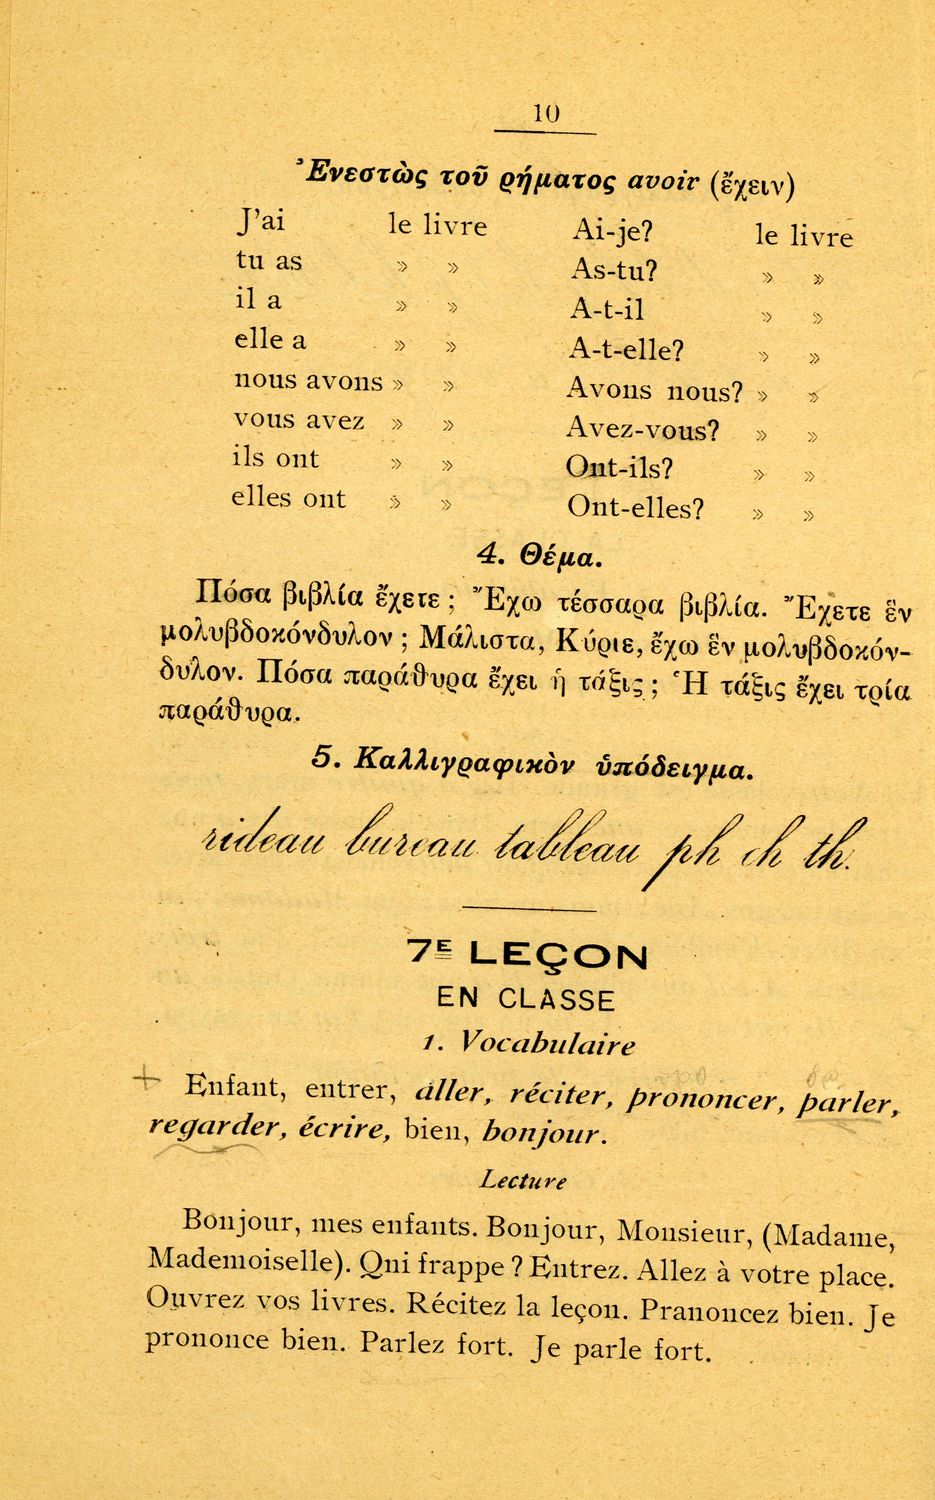 10
Ἐνεστὼς τοῦ ρήματος avoir (ἔχειν)
J'ai le livre Ai-je? le livre
tu as » » As-tu? » »
il a » » A-t-il » »
elle a » » A-t-elle? » »
nous avons » » Avons nous? » »
vous avez » » Avez-vous? » »
ils ont » » Ont-ils? » »
elles ont » » Ont-elles? » »
4. Θέμα.
Πόσα βιβλία ἔχετε ; Ἔχω τέσσαρα βιβλία. Ἔχετε ἓν
μολυβδοκόνδυλον ; Μάλιστα, Κύριε, ἔχω ἓν μολυβδοκόν-
δυλον. Πόσα παράθυρα ἔχει ἡ τάξις ; Ἡ τάξις ἔχει τρία
παράθυρα.
5. Καλλιγραφικὸν ὑπόδειγμα.
rideau bureau tableau ph ch th.
7E LEÇON
EN CLASSE
1. Vocabulaire
Enfant, entrer, aller, réciter, prononcer, parler,
regarder, écrire, bien, bonjour.
Lecture
Bonjour, mes enfants. Bonjour, Monsieur, (Madame,
Mademoiselle). Qni frappe ? Entrez. Allez à votre place.
Ouvrez vos livres. Récitez la leçon. Pranoncez bien. Je
prononce bien. Parlez fort. Je parle fort.